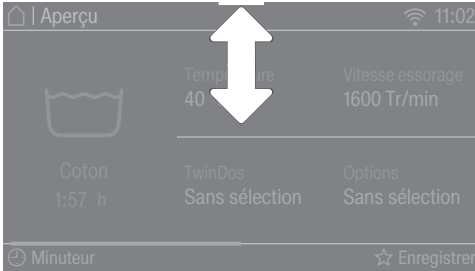 | Aperçu
11:02
Température
40
Vitesse essorage
1600 Tr/min
Coton
1:57 h
TwinDos
Sans sélection
Options
Sans sélection
Minuteur
Enregistrer